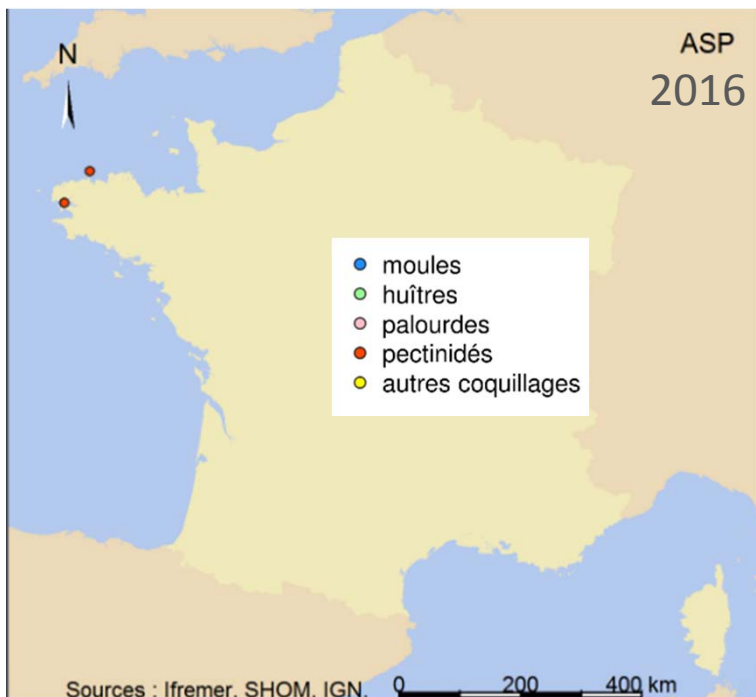 N
ASP
2016
moules
huîtres
palourdes
pectinidés
autres coquillages
Sources : Ifremer, SHOM, IGN.
0 200 400 km